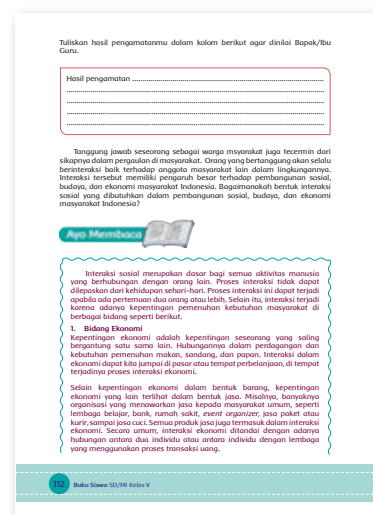 Tuliskan hasil pengamatanmu dalam kolom berikut agar dinilai Bapak/Ibu
Guru.
Hasil pengamatan ................................................................................
....................................................................................................
....................................................................................................
....................................................................................................
....................................................................................................
Tanggung jawab seseorang sebagai warga msyarakat juga tecermin dari
sikapnya dalam pergaulan di masyarakat. Orang yang bertanggung akan selalu
berinteraksi baik terhadap anggota masyarakat lain dalam lingkungannya.
Interaksi tersebut memiliki pengaruh besar terhadap pembangunan sosial,
budaya, dan ekonomi masyarakat Indonesia. Bagaimanakah bentuk interaksi
sosial yang dibutuhkan dalam pembangunan sosial, budaya, dan ekonomi
masyarakat Indonesia?
Ayo Membaca
Interaksi sosial merupakan dasar bagi semua aktivitas manusia
yang berhubungan dengan orang lain. Proses interaksi tidak dapat
dilepaskan dari kehidupan sehari-hari. Proses interaksi ini dapat terjadi
apabila ada pertemuan dua orang atau lebih. Selain itu, interaksi terjadi
karena adanya kepentingan pemenuhan kebutuhan masyarakat di
berbagai bidang seperti berikut.
1. Bidang Ekonomi
Kepentingan ekonomi adalah kepentingan seseorang yang saling
bergantung satu sama lain. Hubungannya dalam perdagangan dan
kebutuhan pemenuhan makan, sandang, dan papan. Interaksi dalam
ekonomi dapat kita jumpai di pasar atau tempat perbelanjaan, di tempat
terjadinya proses interaksi ekonomi.
Selain kepentingan ekonomi dalam bentuk barang, kepentingan
ekonomi yang lain terlihat dalam bentuk jasa. Misalnya, banyaknya
organisasi yang menawarkan jasa kepada masyarakat umum, seperti
lembaga belajar, bank, rumah sakit, event organizer, jasa paket atau
kurir, sampai jasa cuci. Semua produk jasa juga termasuk dalam interaksi
ekonomi. Secara umum, interaksi ekonomi ditandai dengan adanya
hubungan antara dua individu atau antara individu dengan lembaga
yang menggunakan proses transaksi uang.
112 Buku Siswa SD/MI Kelas V